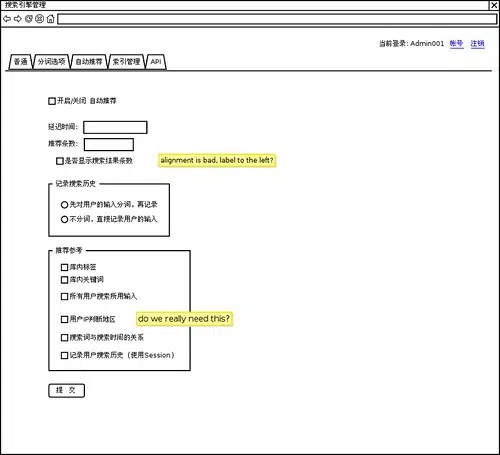 搜索引擎管理
当前登录: Admin001 帐号 注销
普通 分词选项 自动推荐 索引管理 API
开启/关闭 自动推荐
延迟时间:
推荐条数:
是否显示搜索结果条数 alignment is bad, label to the left?
记录搜索历史
先对用户的输入分词，再记录
不分词，直接记录用户的输入
推荐参考
库内标签
库内关键词
所有用户搜索所用输入
用户IP判断地区 do we really need this?
搜索词与搜索时间的关系
记录用户搜索历史（使用Session）
提 交